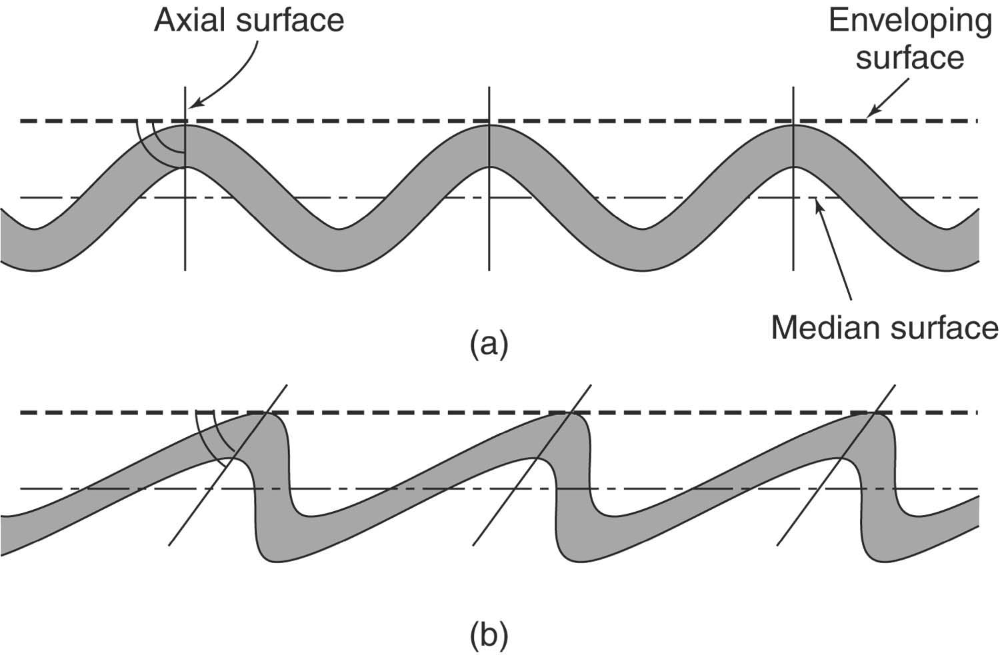 Axial surface
Enveloping
surface
Median surface
(a)
(b)